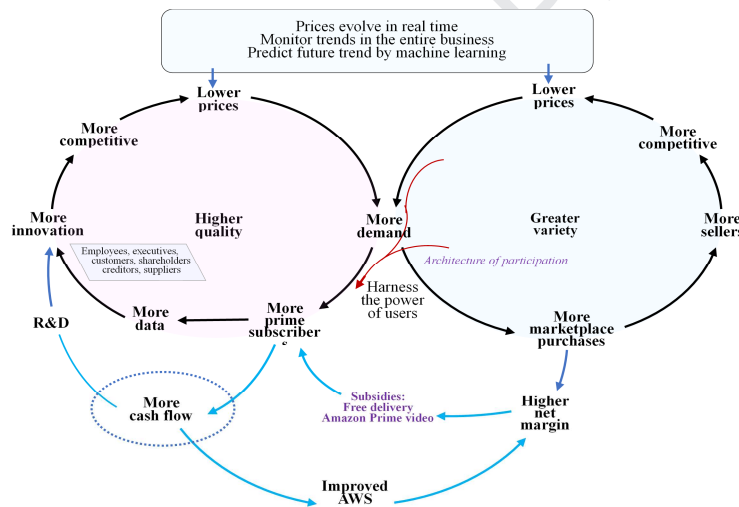 Prices evolve in real time
Monitor trends in the entire business
Predict future trend by machine learning
Lower
prices
Lower
prices
More
competitive
More
competitive
More
innovation
Higher
quality
More
demand
Greater
variety
More
sellers
Employees, executives,
customers, shareholders
creditors, suppliers
Architecture of participation
Harness
the power
of users
R&D
More
data
More
prime
subscriber
s
More
marketplace
purchases
More
cash flow
Subsidies:
Free delivery
Amazon Prime video
Higher
net
margin
Improved
AWS